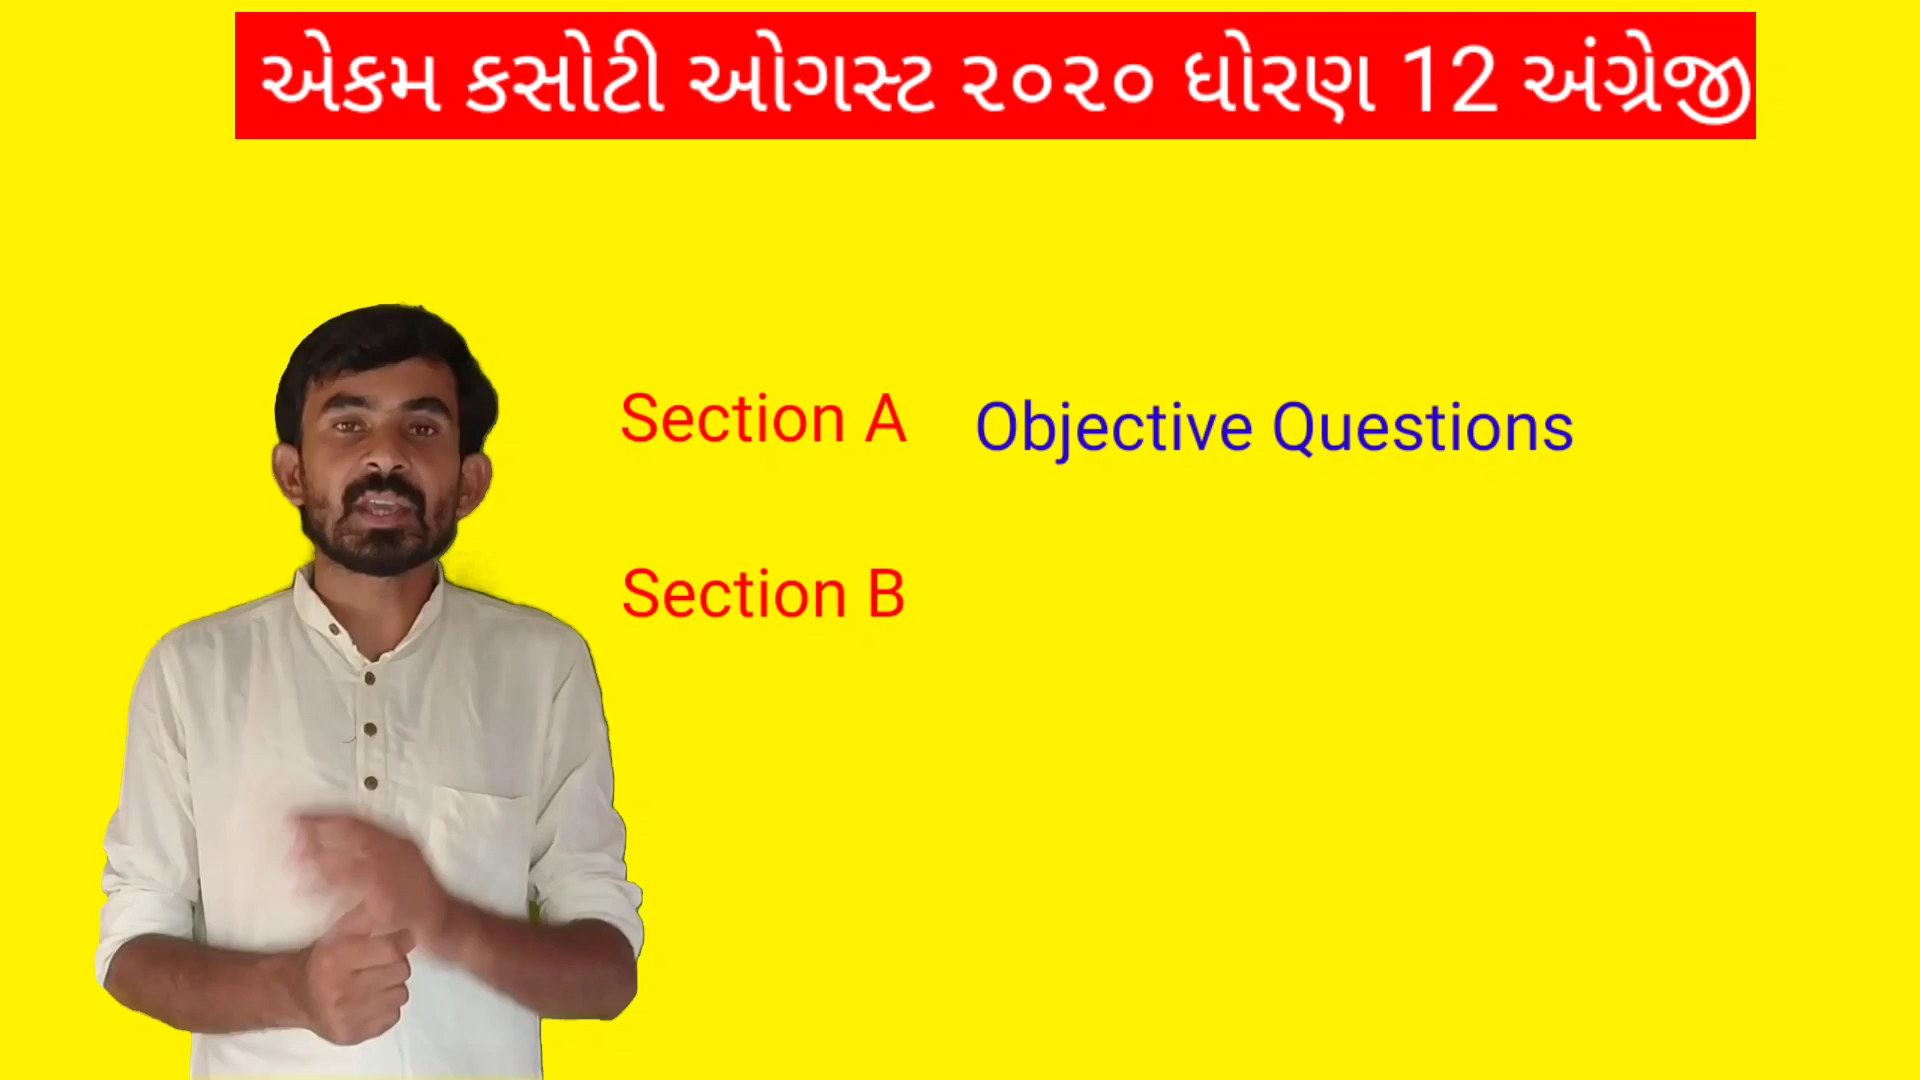 એકમ કસોટી ઓગસ્ટ ૨૦૨૦ ધોરણ 12 અંગ્રેજી
Section A Objective Questions
Section B